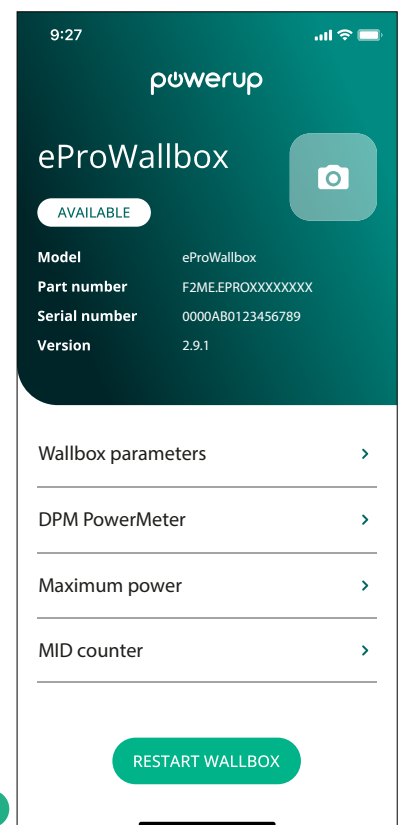 9:27
powerup
eProWallbox
AVAILABLE
Model eProWallbox
Part number F2ME.EPROXXXXXXXX
Serial number 0000AB0123456789
Version 2.9.1
Wallbox parameters
DPM PowerMeter
Maximum power
MID counter
RESTART WALLBOX